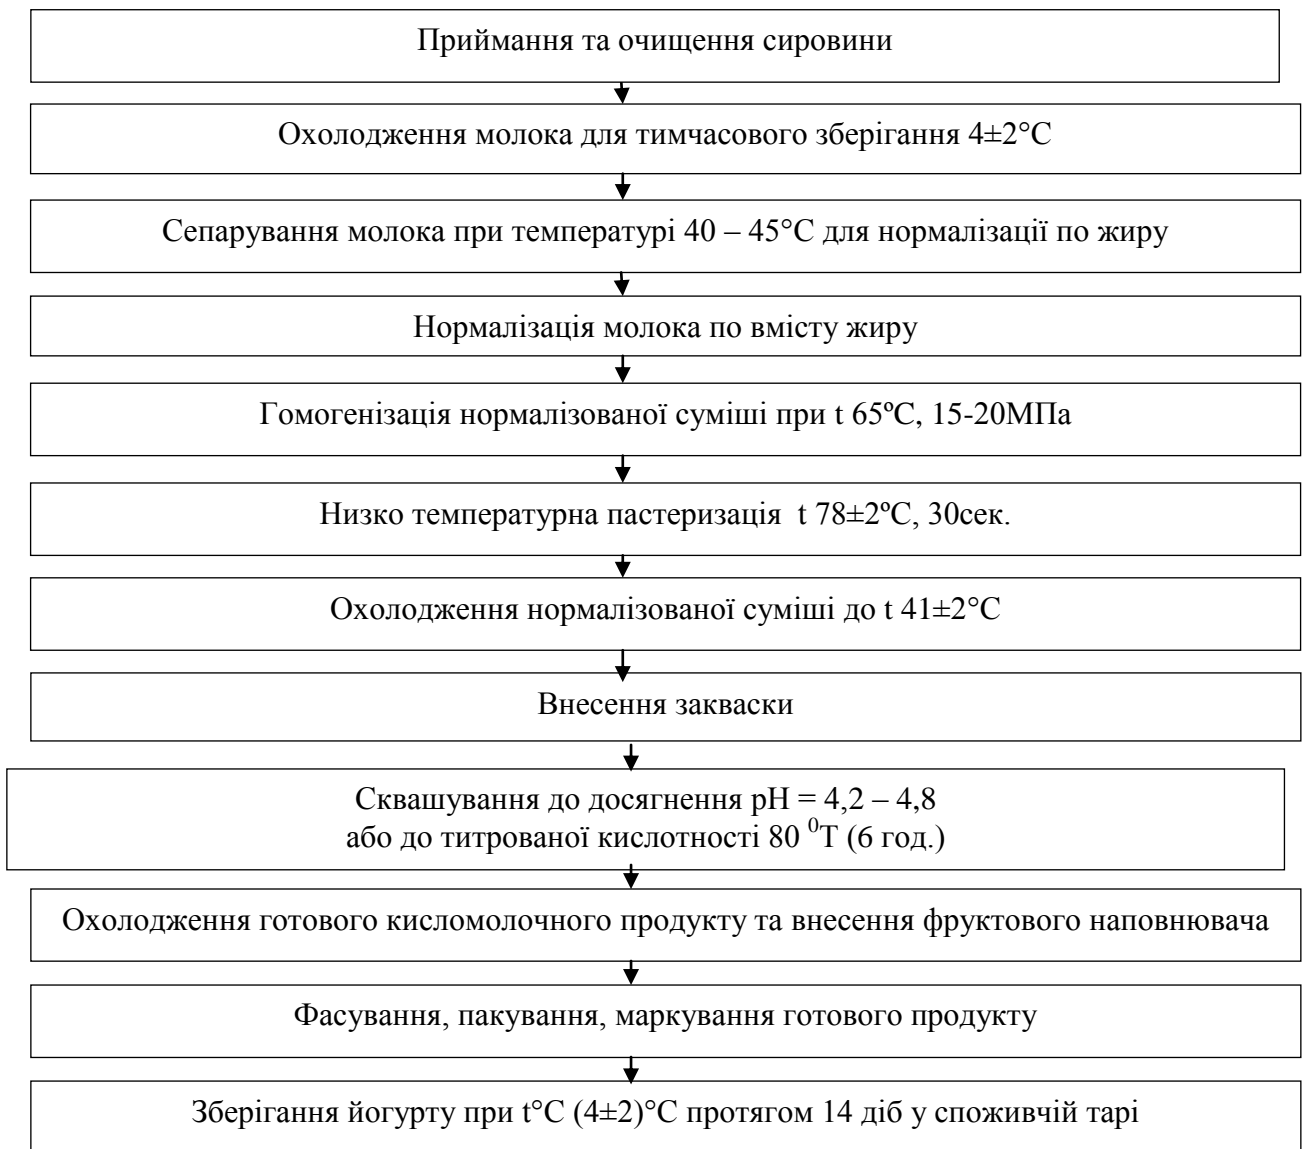 Приймання та очищення сировини
Охолодження молока для тимчасового зберігання 4±2°С
Сепарування молока при температурі 40 – 45°С для нормалізації по жиру
Нормалізація молока по вмісту жиру
Гомогенізація нормалізованої суміші при t 65ºС, 15-20МПа
Низко температурна пастеризація  t 78±2ºС, 30сек.
Охолодження нормалізованої суміші до t 41±2°С
Внесення закваски
Сквашування до досягнення рН = 4,2 – 4,8
або до титрованої кислотності 80 ⁰Т (6 год.)
Охолодження готового кисломолочного продукту та внесення фруктового наповнювача
Фасування, пакування, маркування готового продукту
Зберігання йогурту при t°С (4±2)°С протягом 14 діб у споживчій тарі